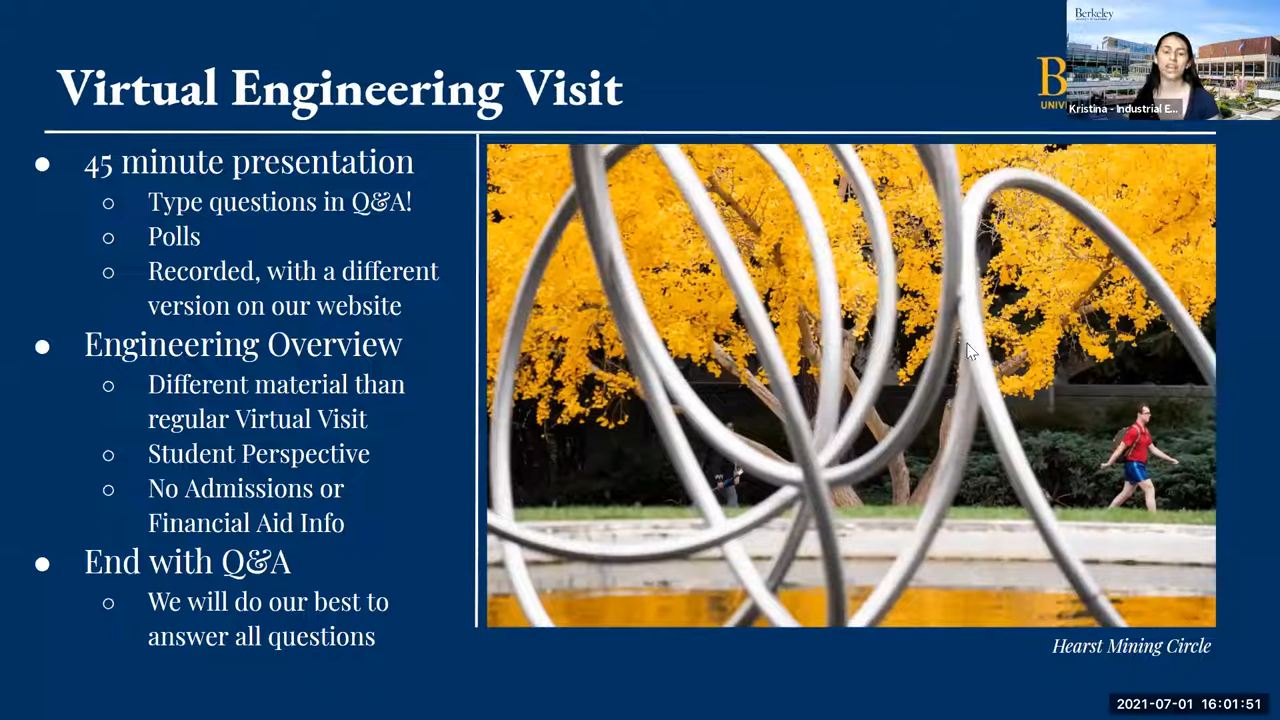 Berkeley
Virtual Engineering Visit
B
UNIV
Kristina - Industrial E...
45 minute presentation
Type questions in Q&A!
Polls
Recorded, with a different
version on our website
Engineering Overview
Different material than
regular Virtual Visit
Student Perspective
No Admissions or
Financial Aid Info
End with Q&A
We will do our best to
answer all questions
Hearst Mining Circle
2021-07-01 16:01:51